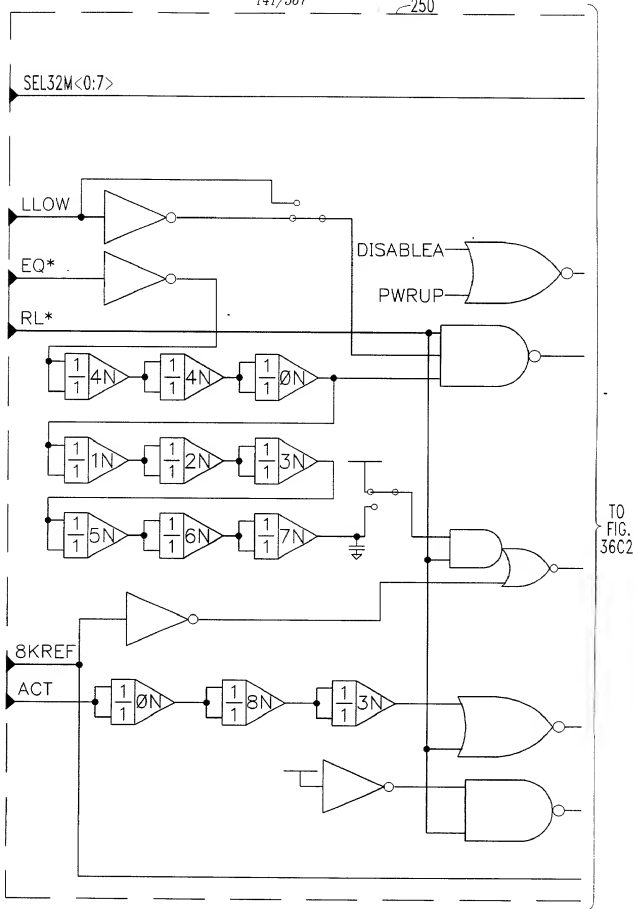 141/367
250
SEL32M<0:7>
LLOW
EQ*
RL*
DISABLEA
PWRUP
1/1 4N 1/1 4N 1/1 ØN
1/1 1N 1/1 2N 1/1 3N
1/1 5N 1/1 6N 1/1 7N
TO
FIG.
36C2
8KREF
ACT
1/1 ØN 1/1 8N 1/1 3N